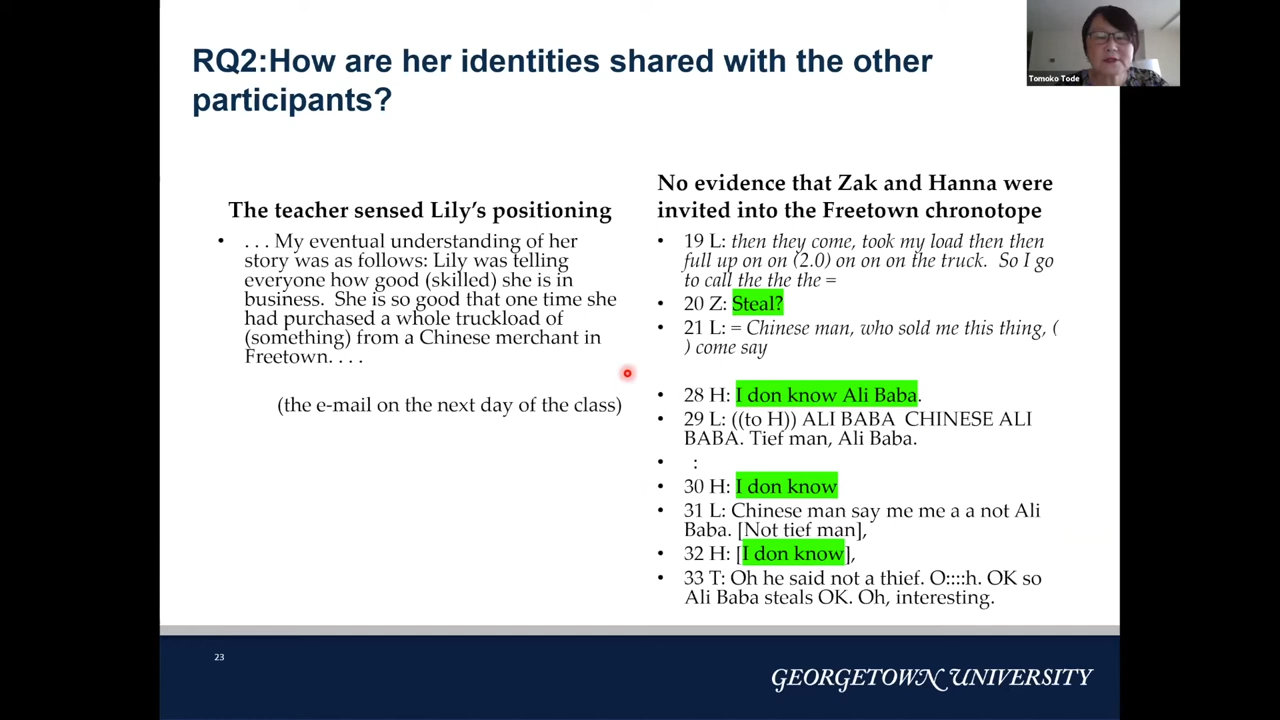 RQ2:How are her identities shared with the other
participants?
Tomoko Tode
The teacher sensed Lily's positioning
• . . . My eventual understanding of her
story was as follows: Lily was telling
everyone how good (skilled) she is in
business. She is so good that one time she
had purchased a whole truckload of
(something) from a Chinese merchant in
Freetown. . . .
(the e-mail on the next day of the class)
No evidence that Zak and Hanna were
invited into the Freetown chronotope
• 19 L: then they come, took my load then then
full up on on (2.0) on on on the truck. So I go
to call the the the =
• 20 Z: Steal?
• 21 L: = Chinese man, who sold me this thing, (
) come say
• 28 H: I don know Ali Baba.
• 29 L: ((to H)) ALI BABA CHINESE ALI
BABA. Tief man, Ali Baba.
• :
• 30 H: I don know
• 31 L: Chinese man say me me a a not Ali
Baba. [Not tief man],
• 32 H: [I don know],
• 33 T: Oh he said not a thief. O::::h. OK so
Ali Baba steals OK. Oh, interesting.
23
GEORGETOWN UNIVERSITY